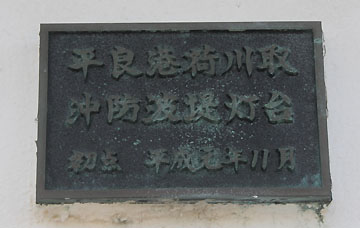 平良港荷川取
沖防波堤灯台
初点 平成元年11月